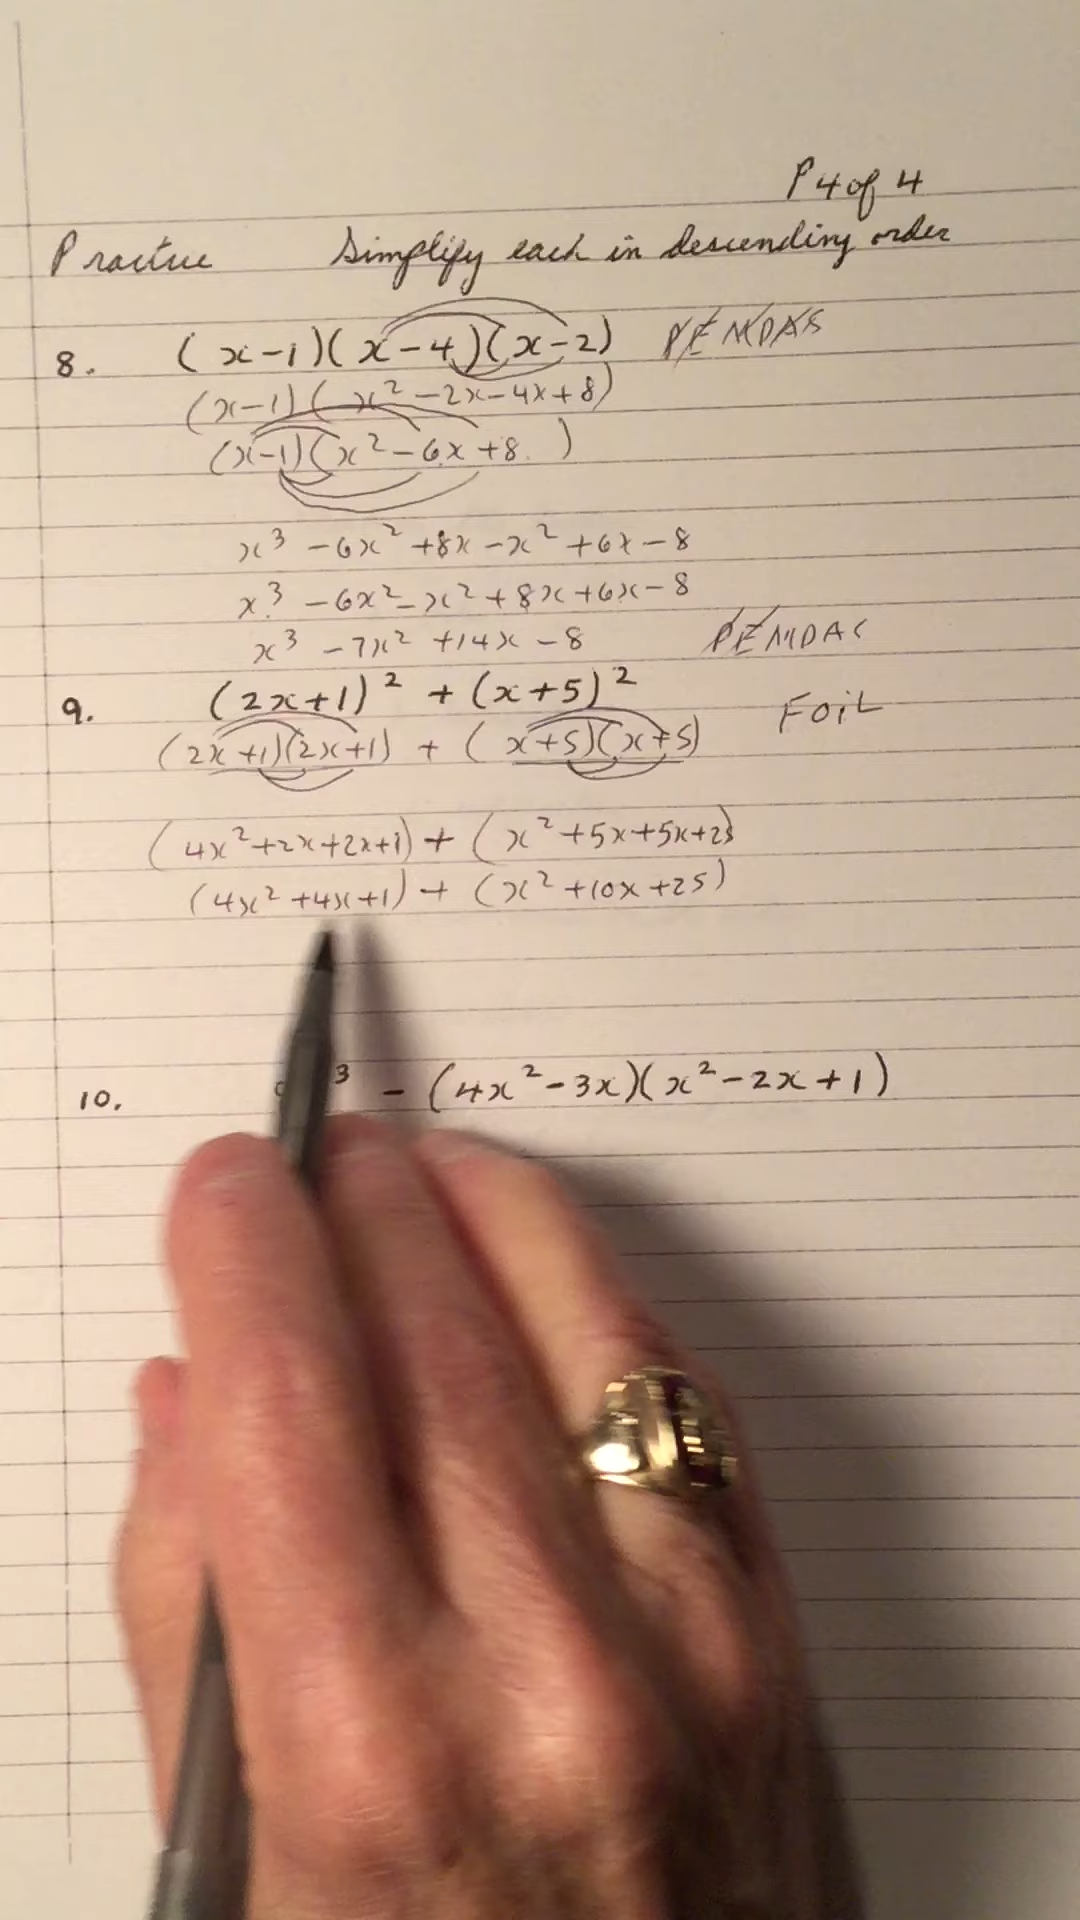 P 4 of 4
Practice Simplify each in descending order
8. (x-1)(x-4)(x-2) PEMDAS
(x-1)(x²-2x-4x+8)
(x-1)(x²-6x+8)
x³-6x²+8x-x²+6x-8
x³-6x²-x²+8x+6x-8
x³-7x²+14x-8 PEMDAS
9. (2x+1)²+(x+5)² FOIL
(2x+1)(2x+1)+(x+5)(x+5)
(4x²+2x+2x+1)+(x²+5x+5x+25)
(4x²+4x+1)+(x²+10x+25)
10. ³-(4x²-3x)(x²-2x+1)